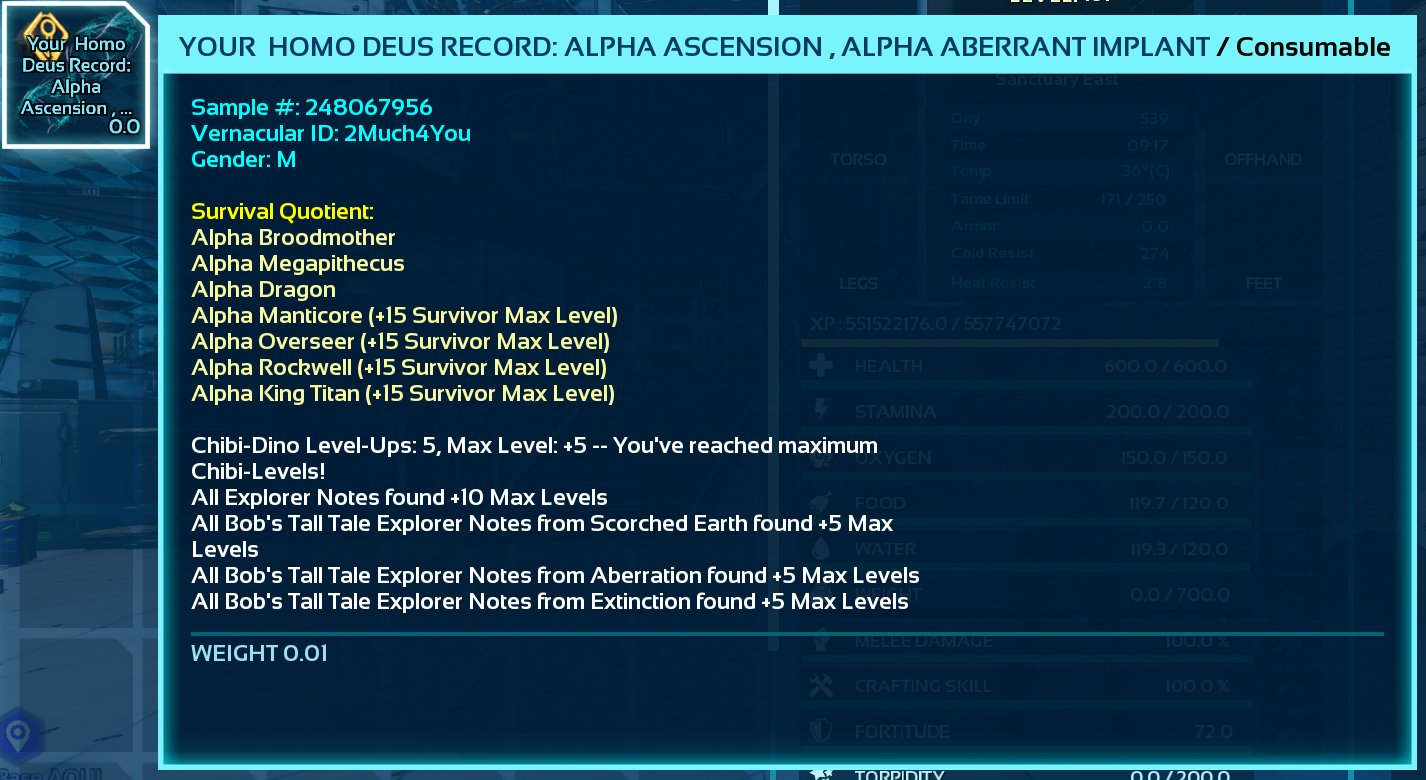 Your Homo
Deus Record:
Alpha
Ascension , ...
0.0
YOUR HOMO DEUS RECORD: ALPHA ASCENSION , ALPHA ABERRANT IMPLANT / Consumable
Sample #: 248067956
Vernacular ID: 2Much4You
Gender: M
Survival Quotient:
Alpha Broodmother
Alpha Megapithecus
Alpha Dragon
Alpha Manticore (+15 Survivor Max Level)
Alpha Overseer (+15 Survivor Max Level)
Alpha Rockwell (+15 Survivor Max Level)
Alpha King Titan (+15 Survivor Max Level)
Chibi-Dino Level-Ups: 5, Max Level: +5 -- You've reached maximum
Chibi-Levels!
All Explorer Notes found +10 Max Levels
All Bob's Tall Tale Explorer Notes from Scorched Earth found +5 Max
Levels
All Bob's Tall Tale Explorer Notes from Aberration found +5 Max Levels
All Bob's Tall Tale Explorer Notes from Extinction found +5 Max Levels
WEIGHT 0.01
Sanctuary East
Day 539
Time 09:17
Temp 36°(C)
Tame Limit 171 / 250
Armor 0.0
Cold Resist 274
Heat Resist 218
TORSO
OFFHAND
LEGS
FEET
XP : 551522176.0 / 557747072
HEALTH 600.0 / 600.0
STAMINA 200.0 / 200.0
OXYGEN 150.0 / 150.0
FOOD 119.7 / 120.0
WATER 119.3 / 120.0
WEIGHT 0.0 / 700.0
MELEE DAMAGE 100.0 %
CRAFTING SKILL 100.0 %
FORTITUDE 72.0
TORPIDITY 0.0 / 200.0